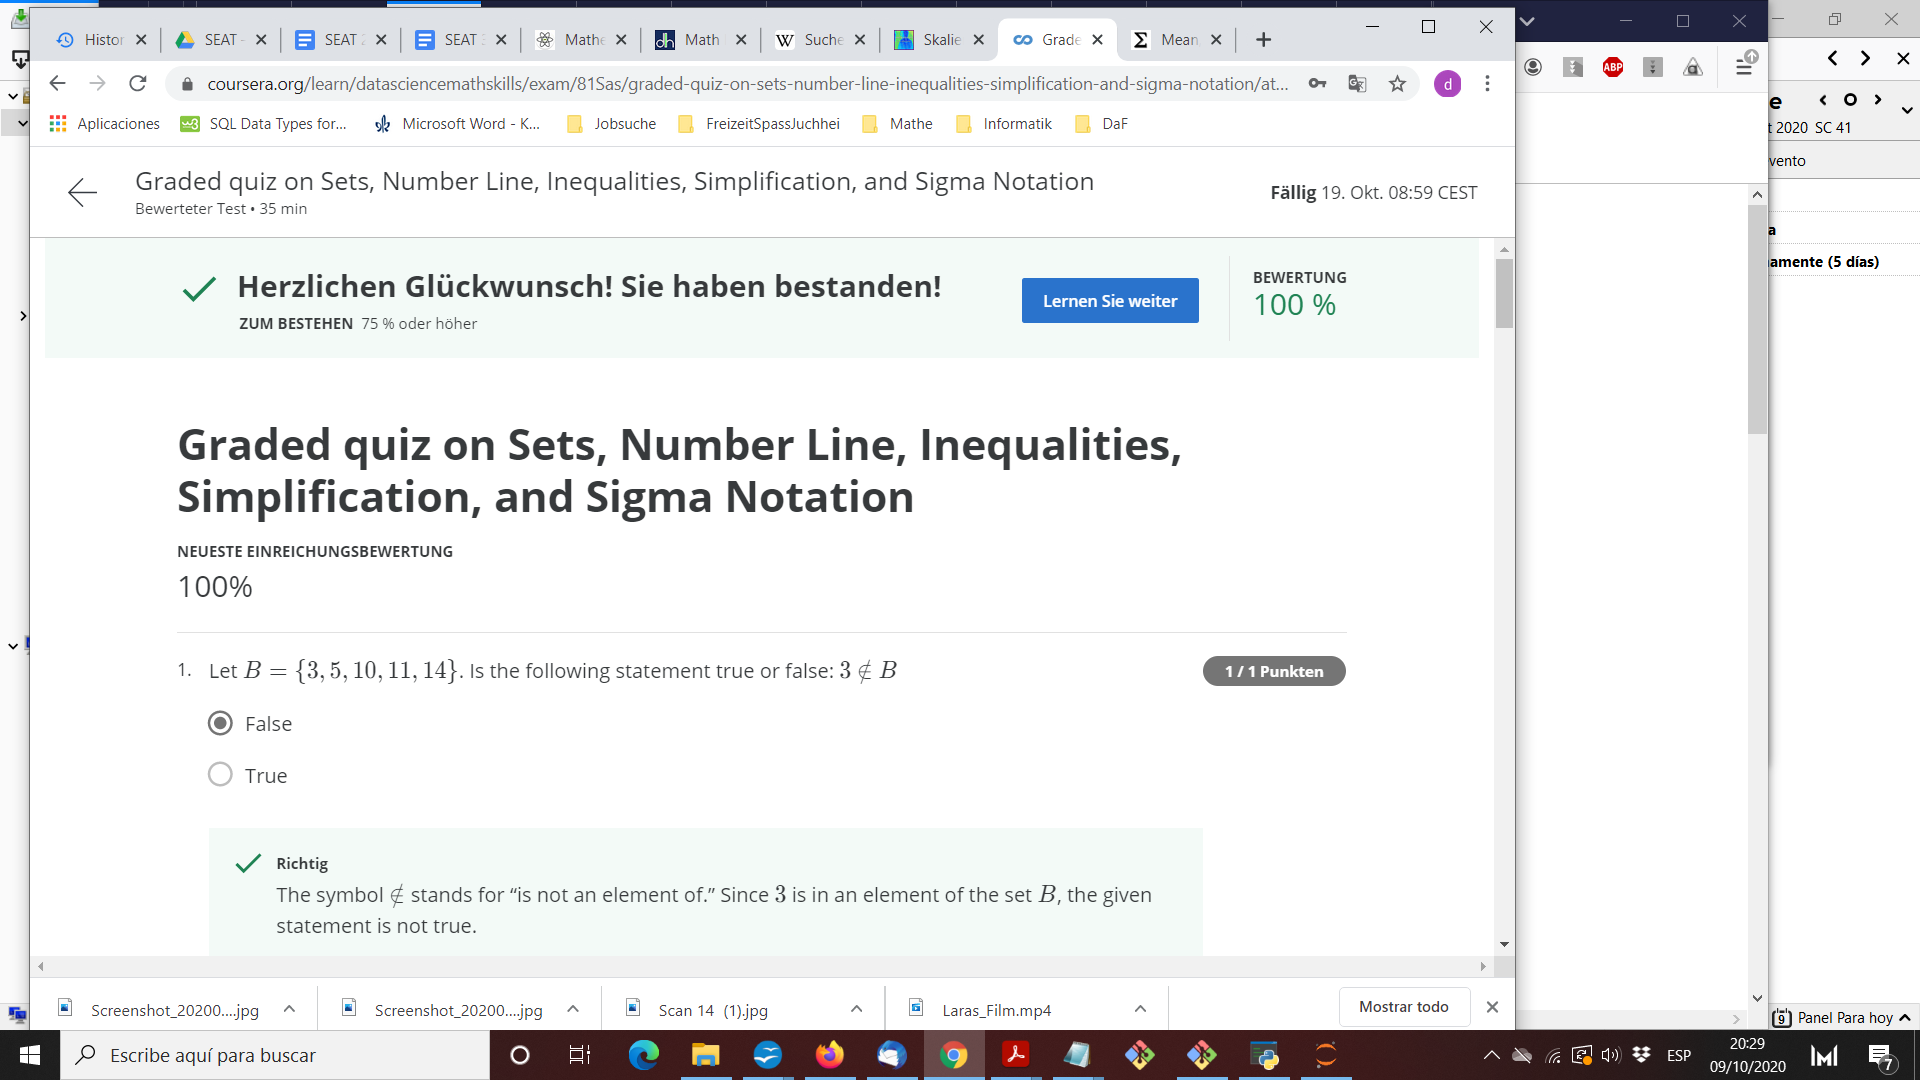 Histor
SEAT -
SEAT 2
SEAT 3
Mathe
Math
Suche
Skalie
Grade
Mean
coursera.org/learn/datasciencemathskills/exam/81Sas/graded-quiz-on-sets-number-line-inequalities-simplification-and-sigma-notation/at...
d
ABP
Aplicaciones
SQL Data Types for...
Microsoft Word - K...
Jobsuche
FreizeitSpassJuchhei
Mathe
Informatik
DaF
e
t 2020 SC 41
vento
a
amente (5 días)
Graded quiz on Sets, Number Line, Inequalities, Simplification, and Sigma Notation
Bewerteter Test • 35 min
Fällig 19. Okt. 08:59 CEST
Herzlichen Glückwunsch! Sie haben bestanden!
ZUM BESTEHEN 75 % oder höher
Lernen Sie weiter
BEWERTUNG
100 %
Graded quiz on Sets, Number Line, Inequalities,
Simplification, and Sigma Notation
NEUESTE EINREICHUNGSBEWERTUNG
100%
1. Let B = {3, 5, 10, 11, 14}. Is the following statement true or false: 3 ∉ B
1 / 1 Punkten
False
True
Richtig
The symbol ∉ stands for “is not an element of.” Since 3 is in an element of the set B, the given
statement is not true.
Screenshot_20200....jpg
Screenshot_20200....jpg
Scan 14 (1).jpg
Laras_Film.mp4
Mostrar todo
9 Panel Para hoy
Escribe aquí para buscar
ESP
20:29
09/10/2020
7